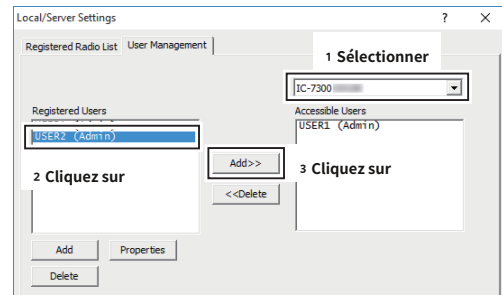 Local/Server Settings ? X
Registered Radio List User Management
1 Sélectionner
IC-7300
Registered Users Accessible Users
USER1 (Admin)
USER2 (Admin)
Add>>
2 Cliquez sur 3 Cliquez sur
<<Delete
Add Properties
Delete